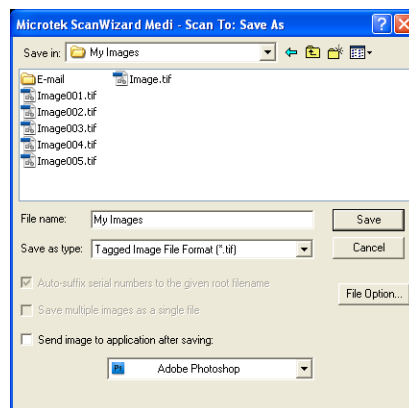 Microtek ScanWizard Medi - Scan To: Save As
Save in: My Images
E-mail
Image001.tif
Image002.tif
Image003.tif
Image004.tif
Image005.tif
Image.tif
File name: My Images
Save
Save as type: Tagged Image File Format (*.tif)
Cancel
Auto-suffix serial numbers to the given root filename
File Option...
Save multiple images as a single file
Send image to application after saving:
Adobe Photoshop